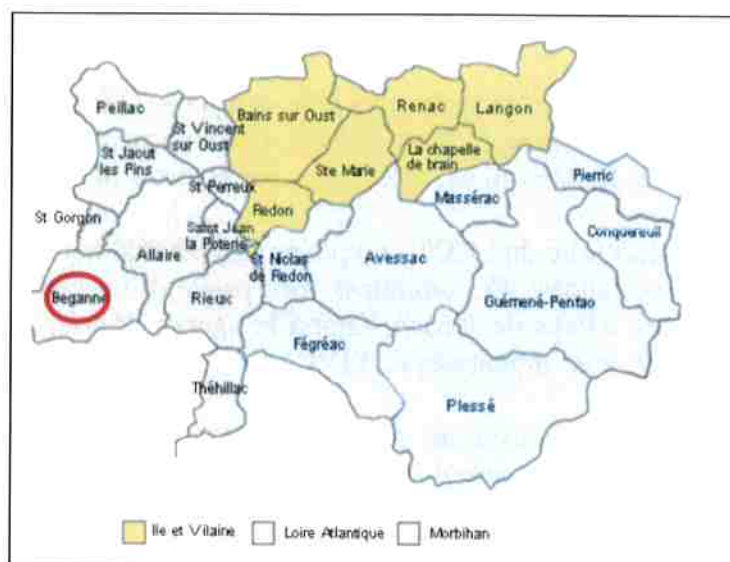 Peillac
St Vincent
sur Oust
Bains sur Oust
Renac
Langon
St Jacut
les Pins
La chapelle
de brain
Ste Marie
St Perreux
Massérac
Pierric
Redon
St Gorgon
Saint Jean
la Poterie
Conquereuil
Allaire
St Niolas
de Redon
Avessac
Beganne
Rieux
Guémené-Pentao
Fégréac
Théhillac
Plessé
Ile et Vilaine
Loire Atlantique
Morbihan